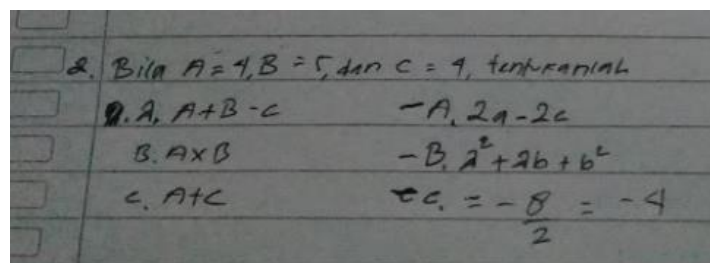 2. Bila A = 4, B = 5, dan C = 4, tentukanlah
a. A + B - C - A. 2a - 2c
B. A x B - B. a² + 2b + b²
C. A + C - C. = - 8/2 = - 4